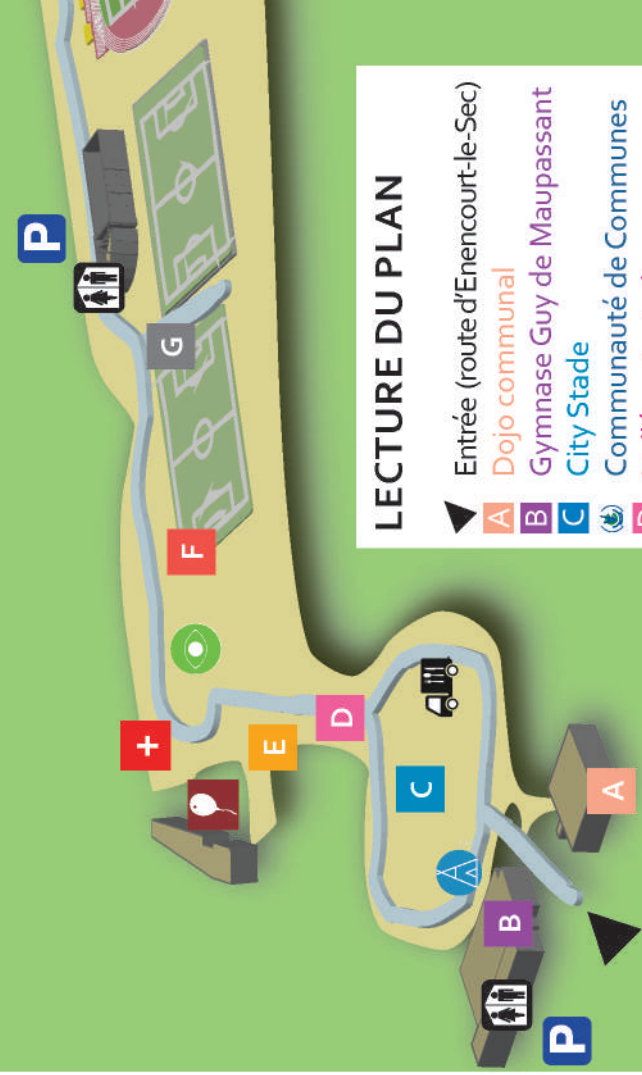 P
G
F
+
E
D
C
B
A
P
LECTURE DU PLAN
Entrée (route d'Enencourt-le-Sec)
A Dojo communal
B Gymnase Guy de Maupassant
C City Stade
Communauté de Communes